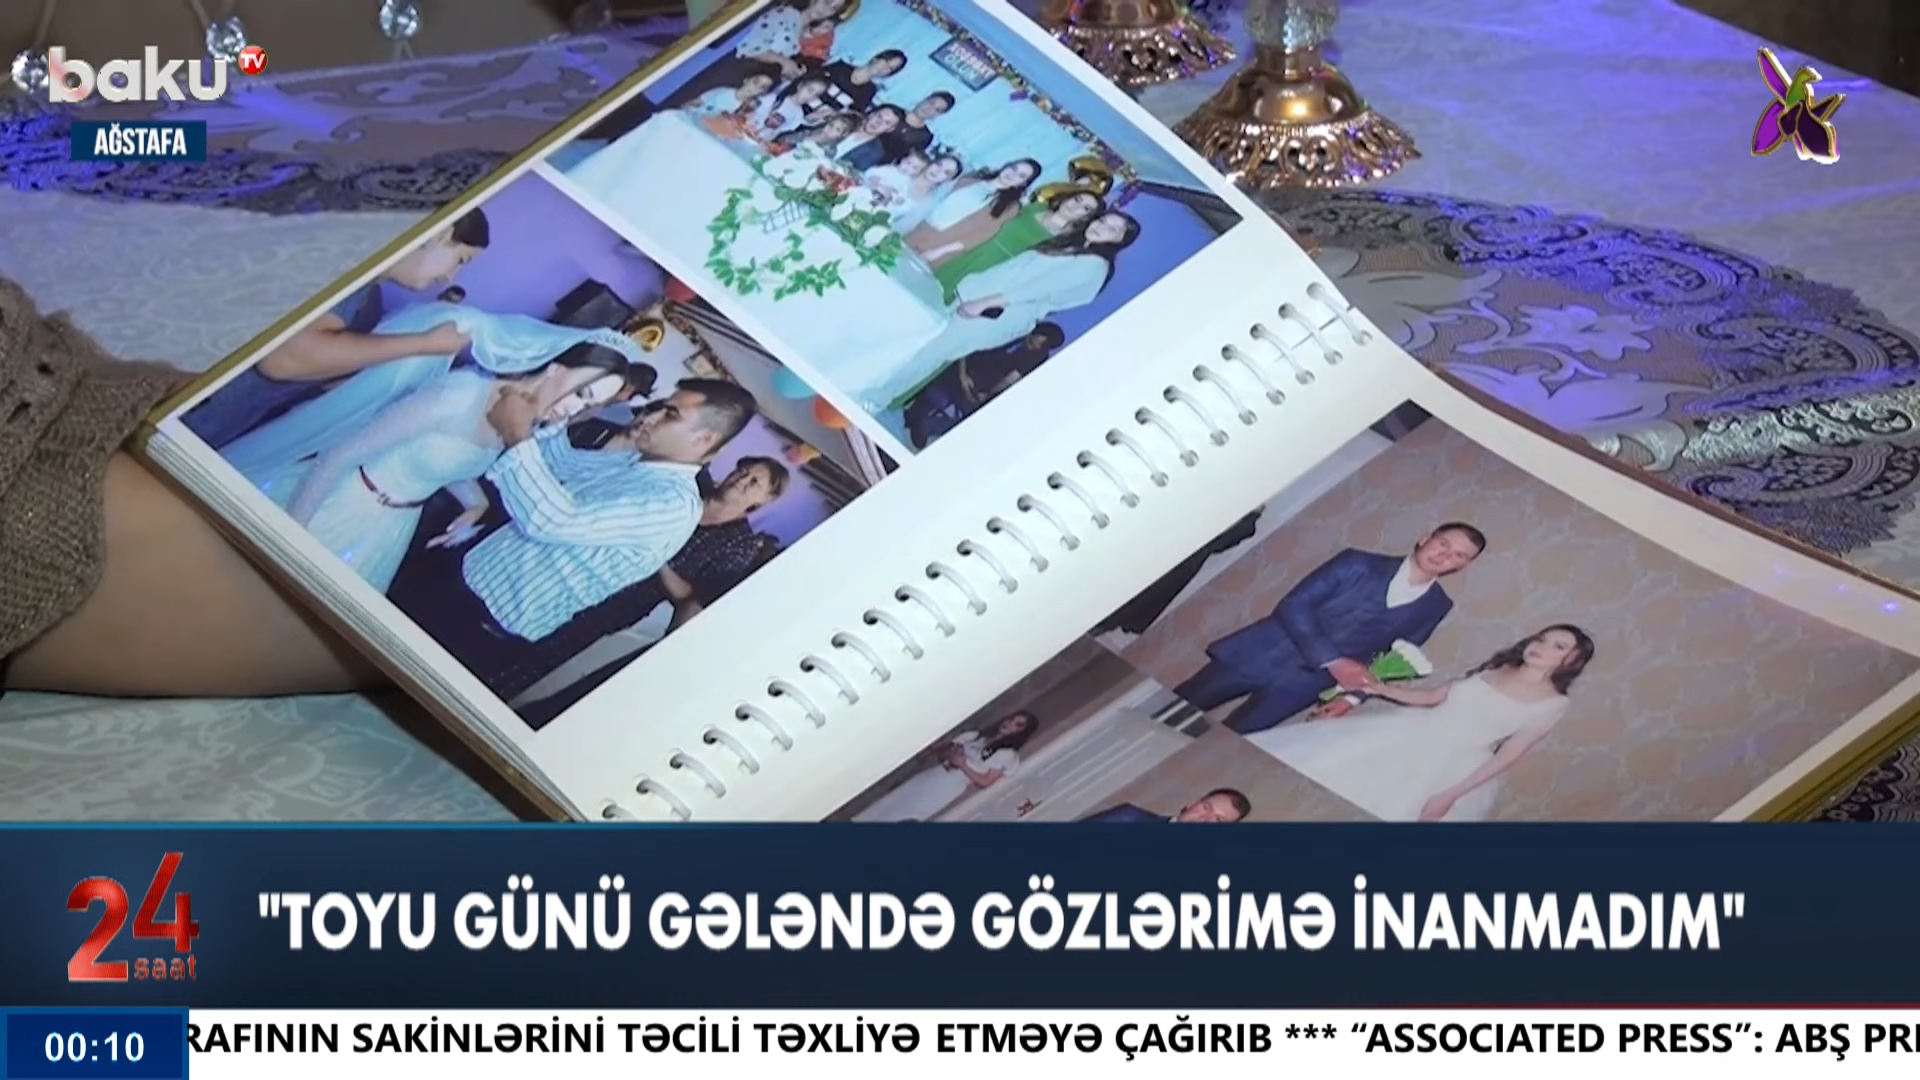 baku TV
AĞSTAFA
24 saat
"TOYU GÜNÜ GƏLƏNDƏ GÖZLƏRİMƏ İNANMADIM"
00:10
RAFININ SAKİNLƏRİNİ TƏCİLİ TƏXLİYƏ ETMƏYƏ ÇAĞIRIB *** “ASSOCIATED PRESS”: ABŞ PRE